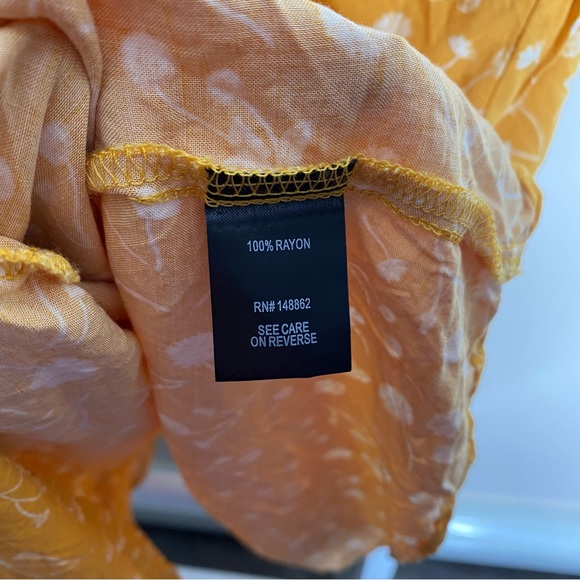 100% RAYON
RN# 148862
SEE CARE
ON REVERSE